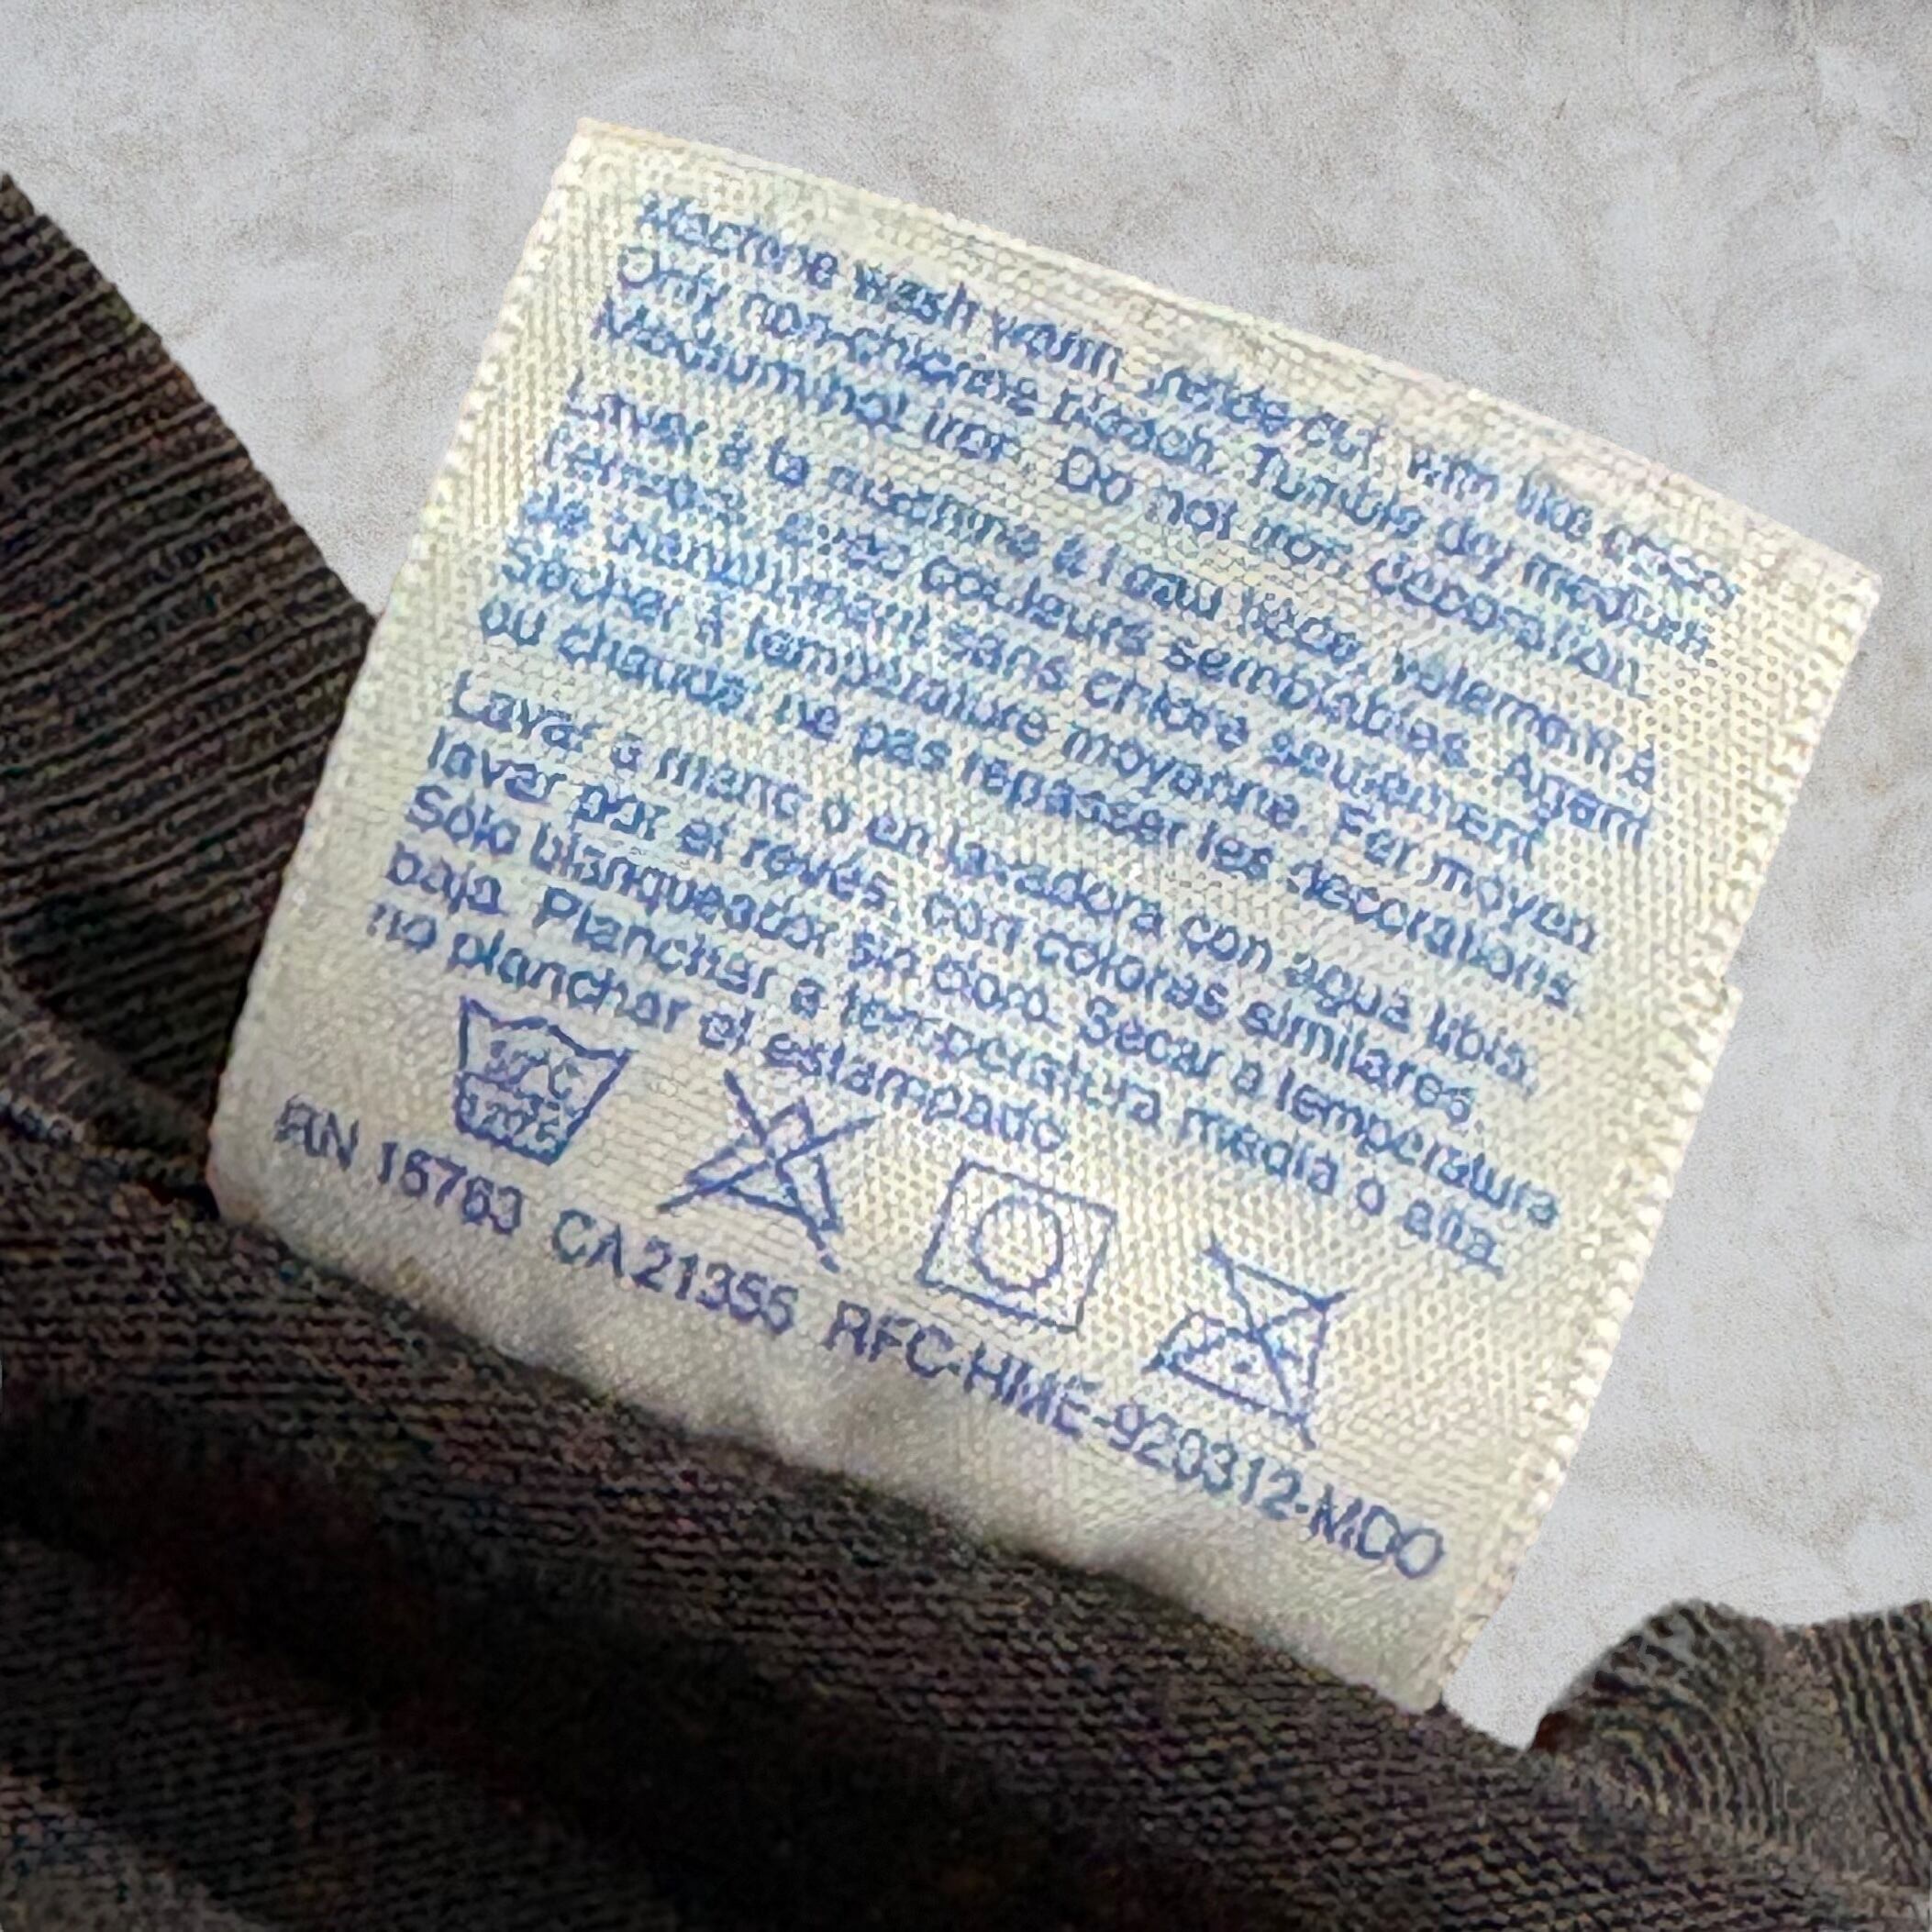 Machine wash warm, inside out, with like colors
Only non-chlorine bleach. Tumble dry medium
Medium/hot iron. Do not iron decoration.
Laver à la machine à l'eau tiède, vêtement à
l'envers, avec couleurs semblables. Agent
de blanchiment sans chlore seulement
Sécher à température moyenne. Fer moyen
ou chaud, ne pas repasser les decorations.
Lavar a mano o en lavadora con agua tibia,
lavar por el revés, con colores similares.
Sólo blanqueador sin cloro. Secar a temperatura
baja. Planchar a temperatura media o alta.
no planchar el estampado
RN 15763 CA21355 RFC-HME-920312-MDO